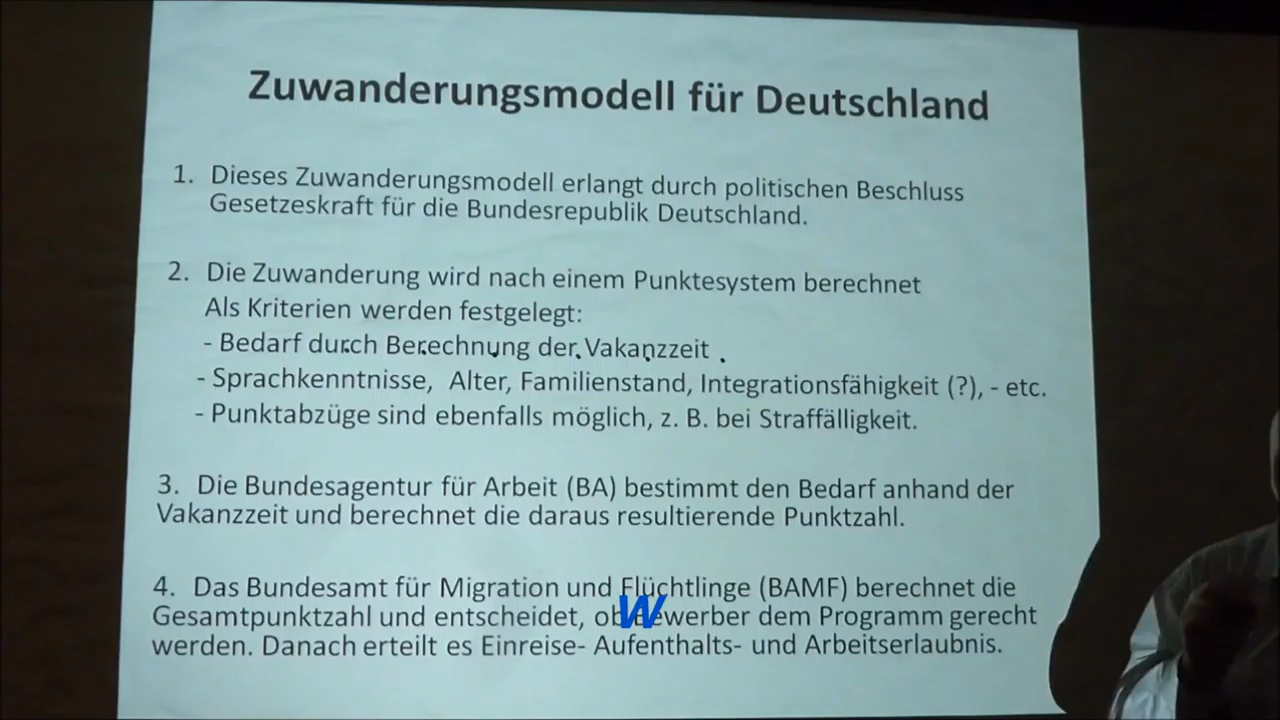 Zuwanderungsmodell für Deutschland
1. Dieses Zuwanderungsmodell erlangt durch politischen Beschluss
Gesetzeskraft für die Bundesrepublik Deutschland.
2. Die Zuwanderung wird nach einem Punktesystem berechnet
Als Kriterien werden festgelegt:
- Bedarf durch Berechnung der Vakanzzeit .
- Sprachkenntnisse, Alter, Familienstand, Integrationsfähigkeit (?), - etc.
- Punktabzüge sind ebenfalls möglich, z. B. bei Straffälligkeit.
3. Die Bundesagentur für Arbeit (BA) bestimmt den Bedarf anhand der
Vakanzzeit und berechnet die daraus resultierende Punktzahl.
4. Das Bundesamt für Migration und Flüchtlinge (BAMF) berechnet die
Gesamtpunktzahl und entscheidet, ob Bewerber dem Programm gerecht
werden. Danach erteilt es Einreise- Aufenthalts- und Arbeitserlaubnis.
W